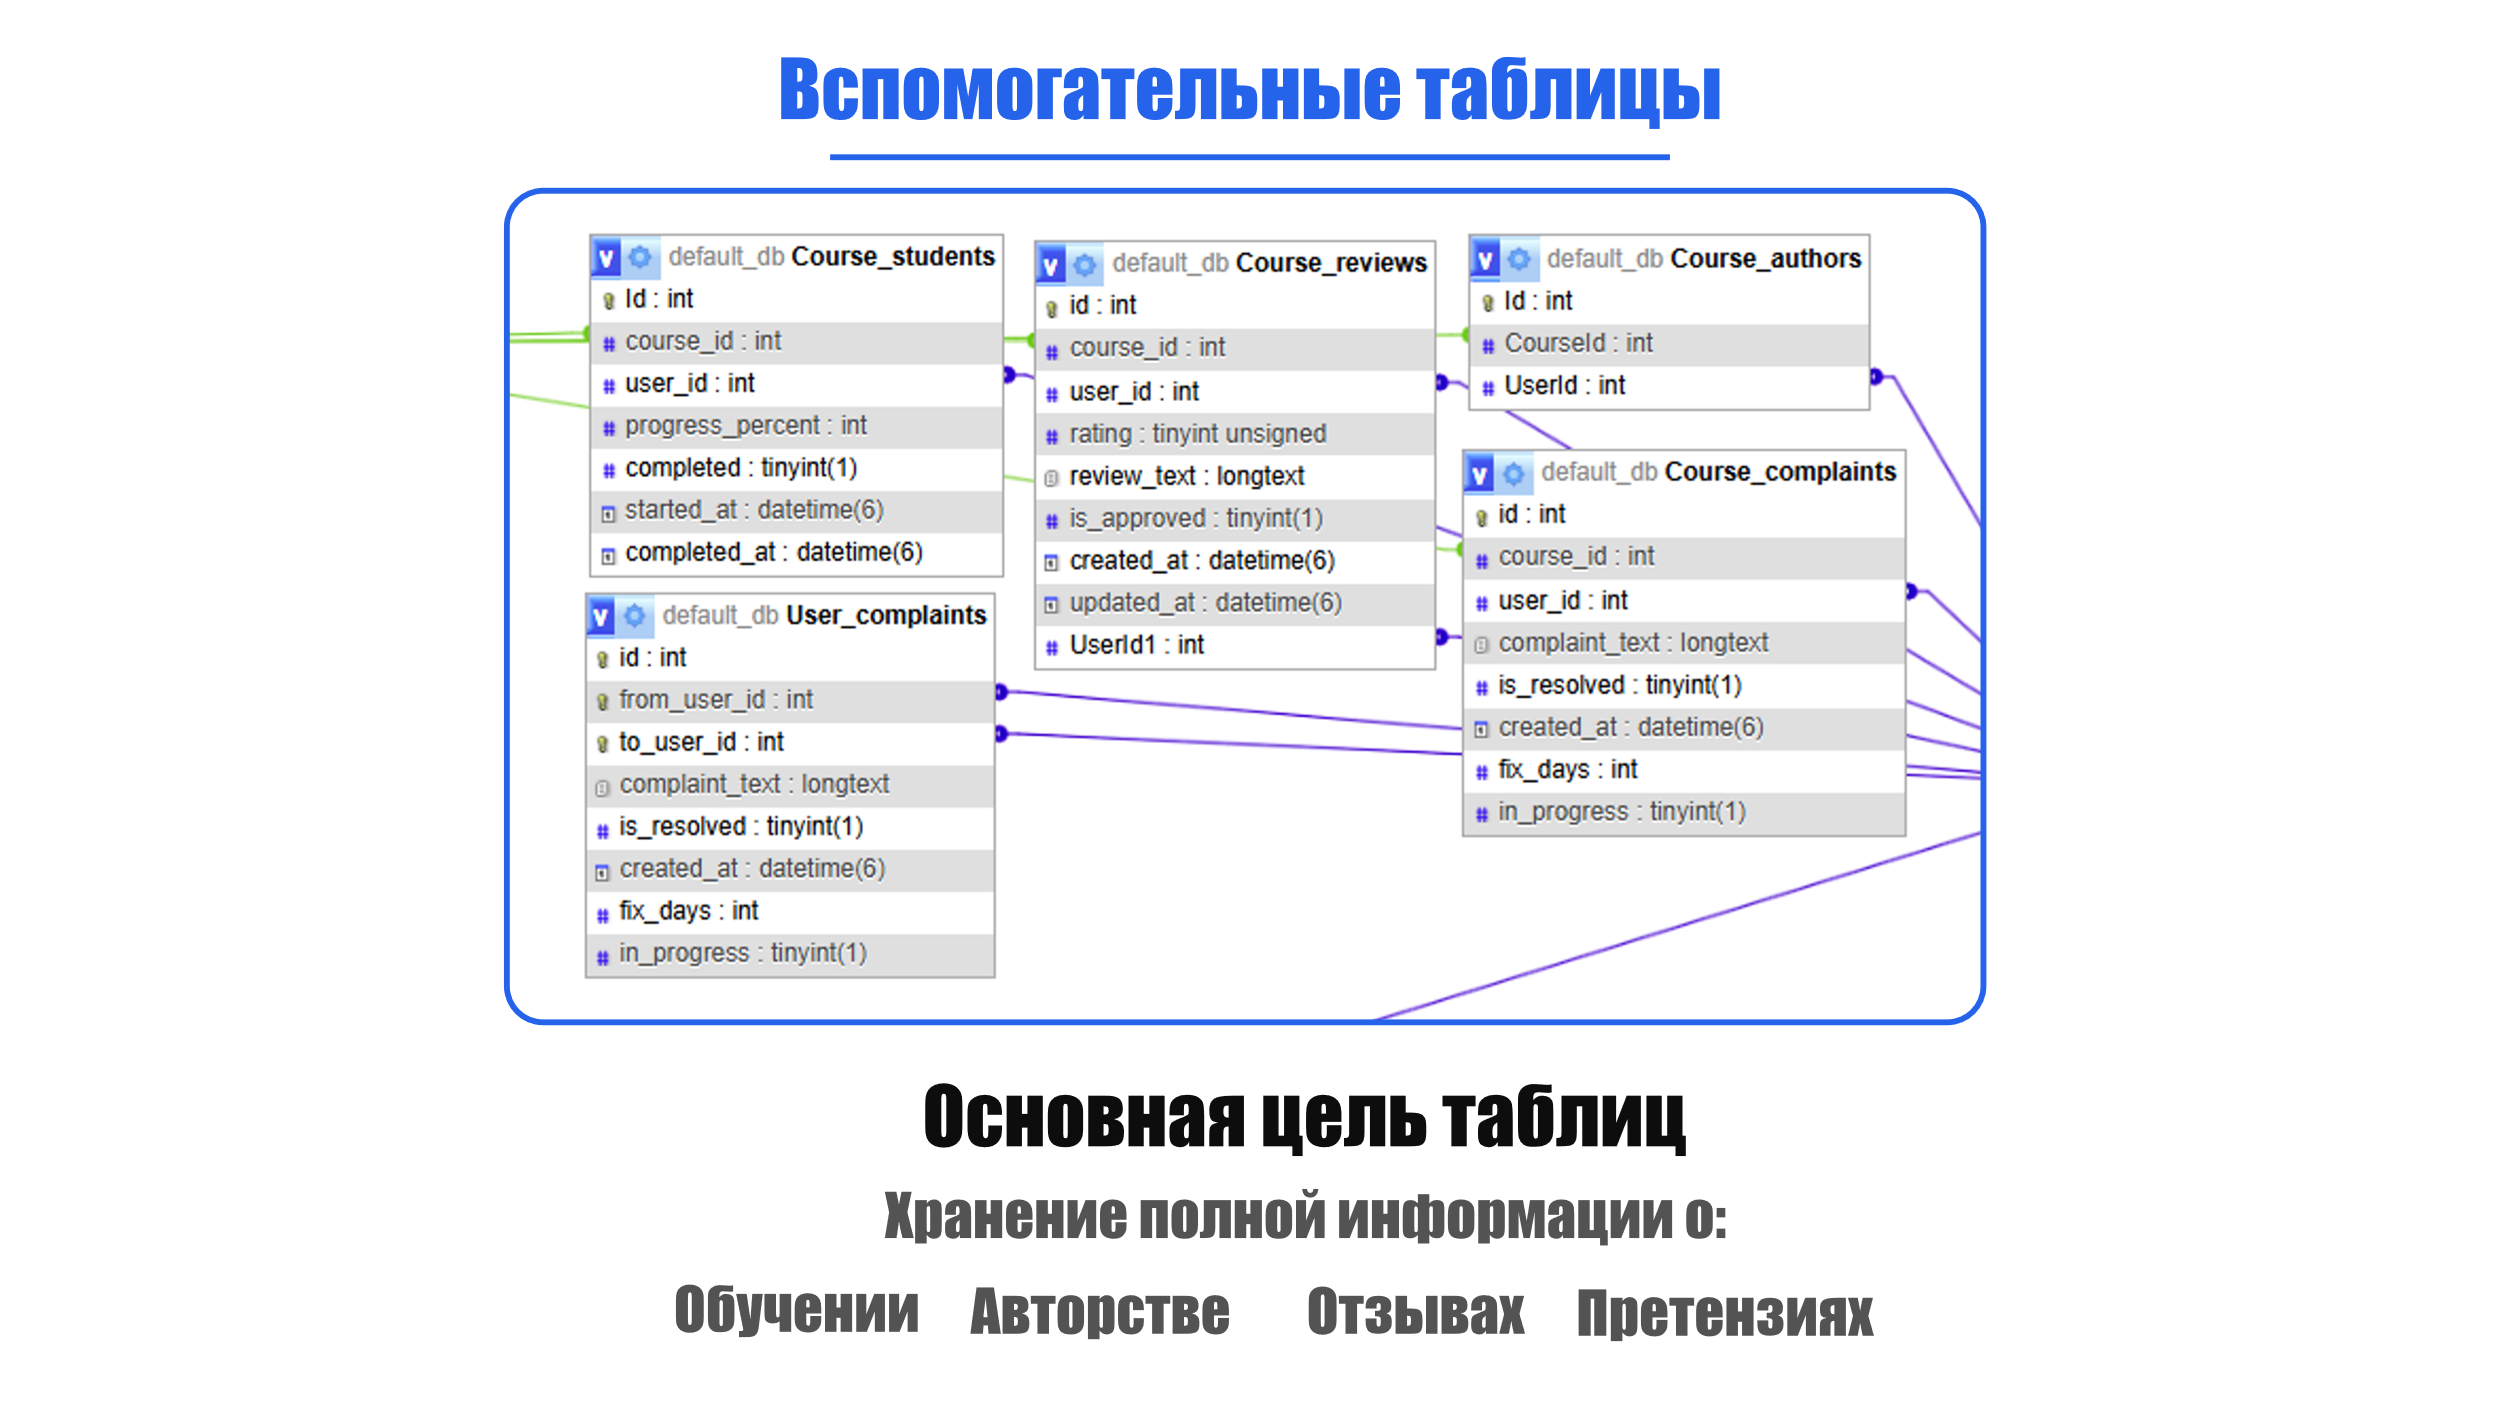 Вспомогательные таблицы
default_db Course_students
Id : int
course_id : int
user_id : int
progress_percent : int
completed : tinyint(1)
started_at : datetime(6)
completed_at : datetime(6)
default_db Course_reviews
id : int
course_id : int
user_id : int
rating : tinyint unsigned
review_text : longtext
is_approved : tinyint(1)
created_at : datetime(6)
updated_at : datetime(6)
UserId1 : int
default_db Course_authors
Id : int
CourseId : int
UserId : int
default_db User_complaints
id : int
from_user_id : int
to_user_id : int
complaint_text : longtext
is_resolved : tinyint(1)
created_at : datetime(6)
fix_days : int
in_progress : tinyint(1)
default_db Course_complaints
id : int
course_id : int
user_id : int
complaint_text : longtext
is_resolved : tinyint(1)
created_at : datetime(6)
fix_days : int
in_progress : tinyint(1)
Основная цель таблиц
Хранение полной информации о:
Обучении Авторстве Отзывах Претензиях